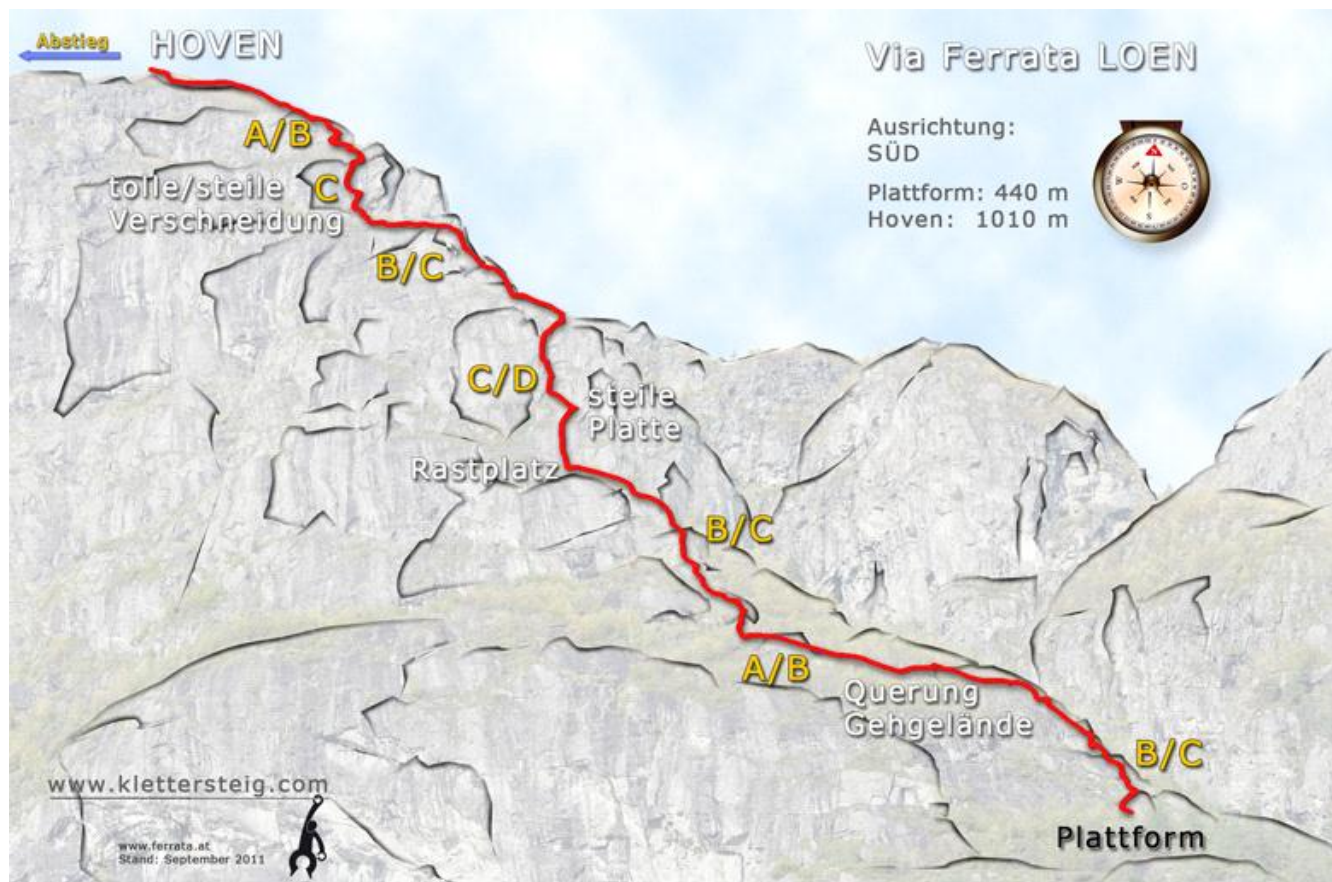 Abstieg
HOVEN
Via Ferrata LOEN
Ausrichtung:
SÜD
Plattform: 440 m
Hoven: 1010 m
A/B
tolle/steile
Verschneidung
C
B/C
C/D
steile
Platte
Rastplatz
B/C
A/B
Querung
Gehgelände
B/C
Plattform
www.klettersteig.com
www.ferrata.at
Stand: September 2011